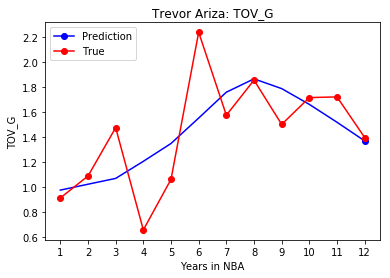 Trevor Ariza: TOV_G
Prediction
True
TOV_G
2.2
2.0
1.8
1.6
1.4
1.2
1.0
0.8
0.6
1 2 3 4 5 6 7 8 9 10 11 12
Years in NBA